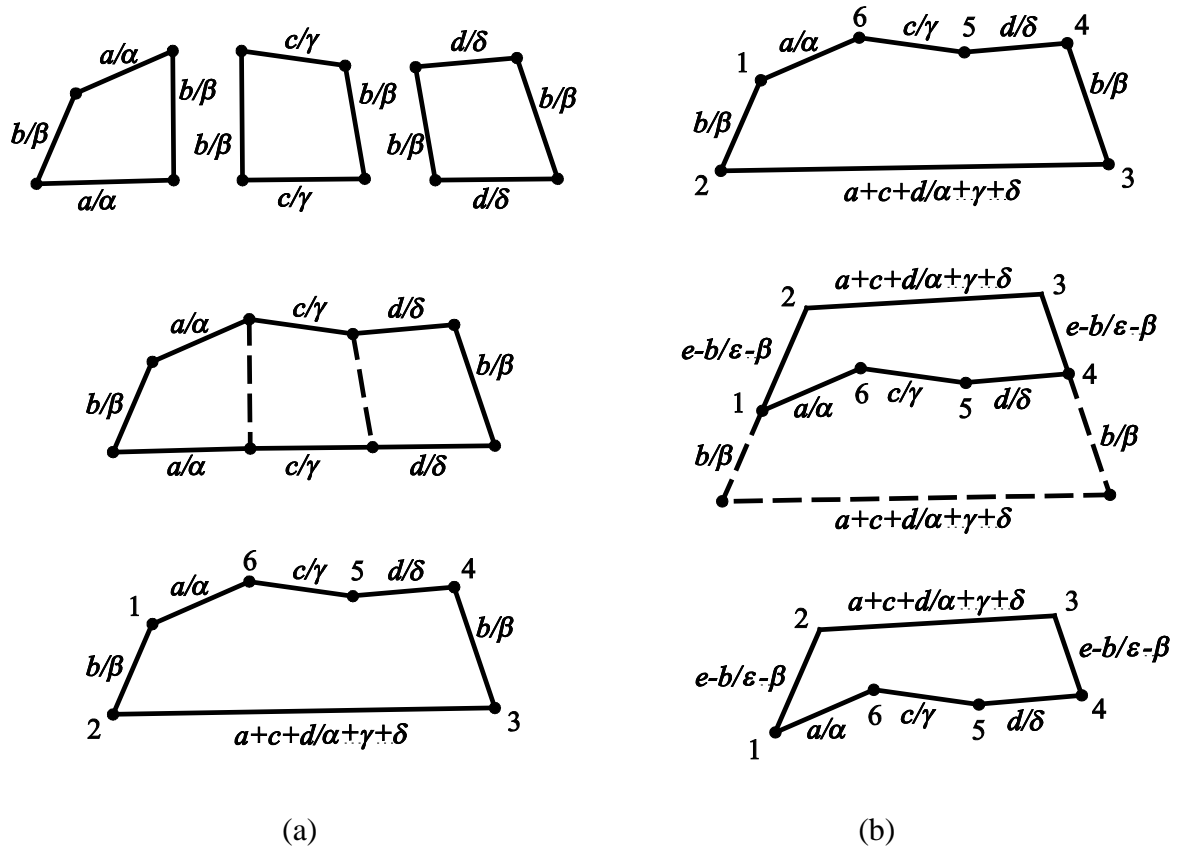 a/α
b/β
b/β
a/α
c/γ
b/β
b/β
c/γ
d/δ
b/β
b/β
d/δ
a/α
c/γ
d/δ
b/β
b/β
a/α
c/γ
d/δ
6
a/α
c/γ
5
d/δ
4
1
b/β
b/β
2
3
a+c+d/α+γ+δ
(a)
6
a/α
c/γ
5
d/δ
4
1
b/β
b/β
2
3
a+c+d/α+γ+δ
a+c+d/α+γ+δ
2
3
e-b/ε-β
e-b/ε-β
1
a/α
6
c/γ
5
d/δ
4
b/β
b/β
a+c+d/α+γ+δ
a+c+d/α+γ+δ
2
3
e-b/ε-β
e-b/ε-β
1
a/α
6
c/γ
5
d/δ
4
(b)